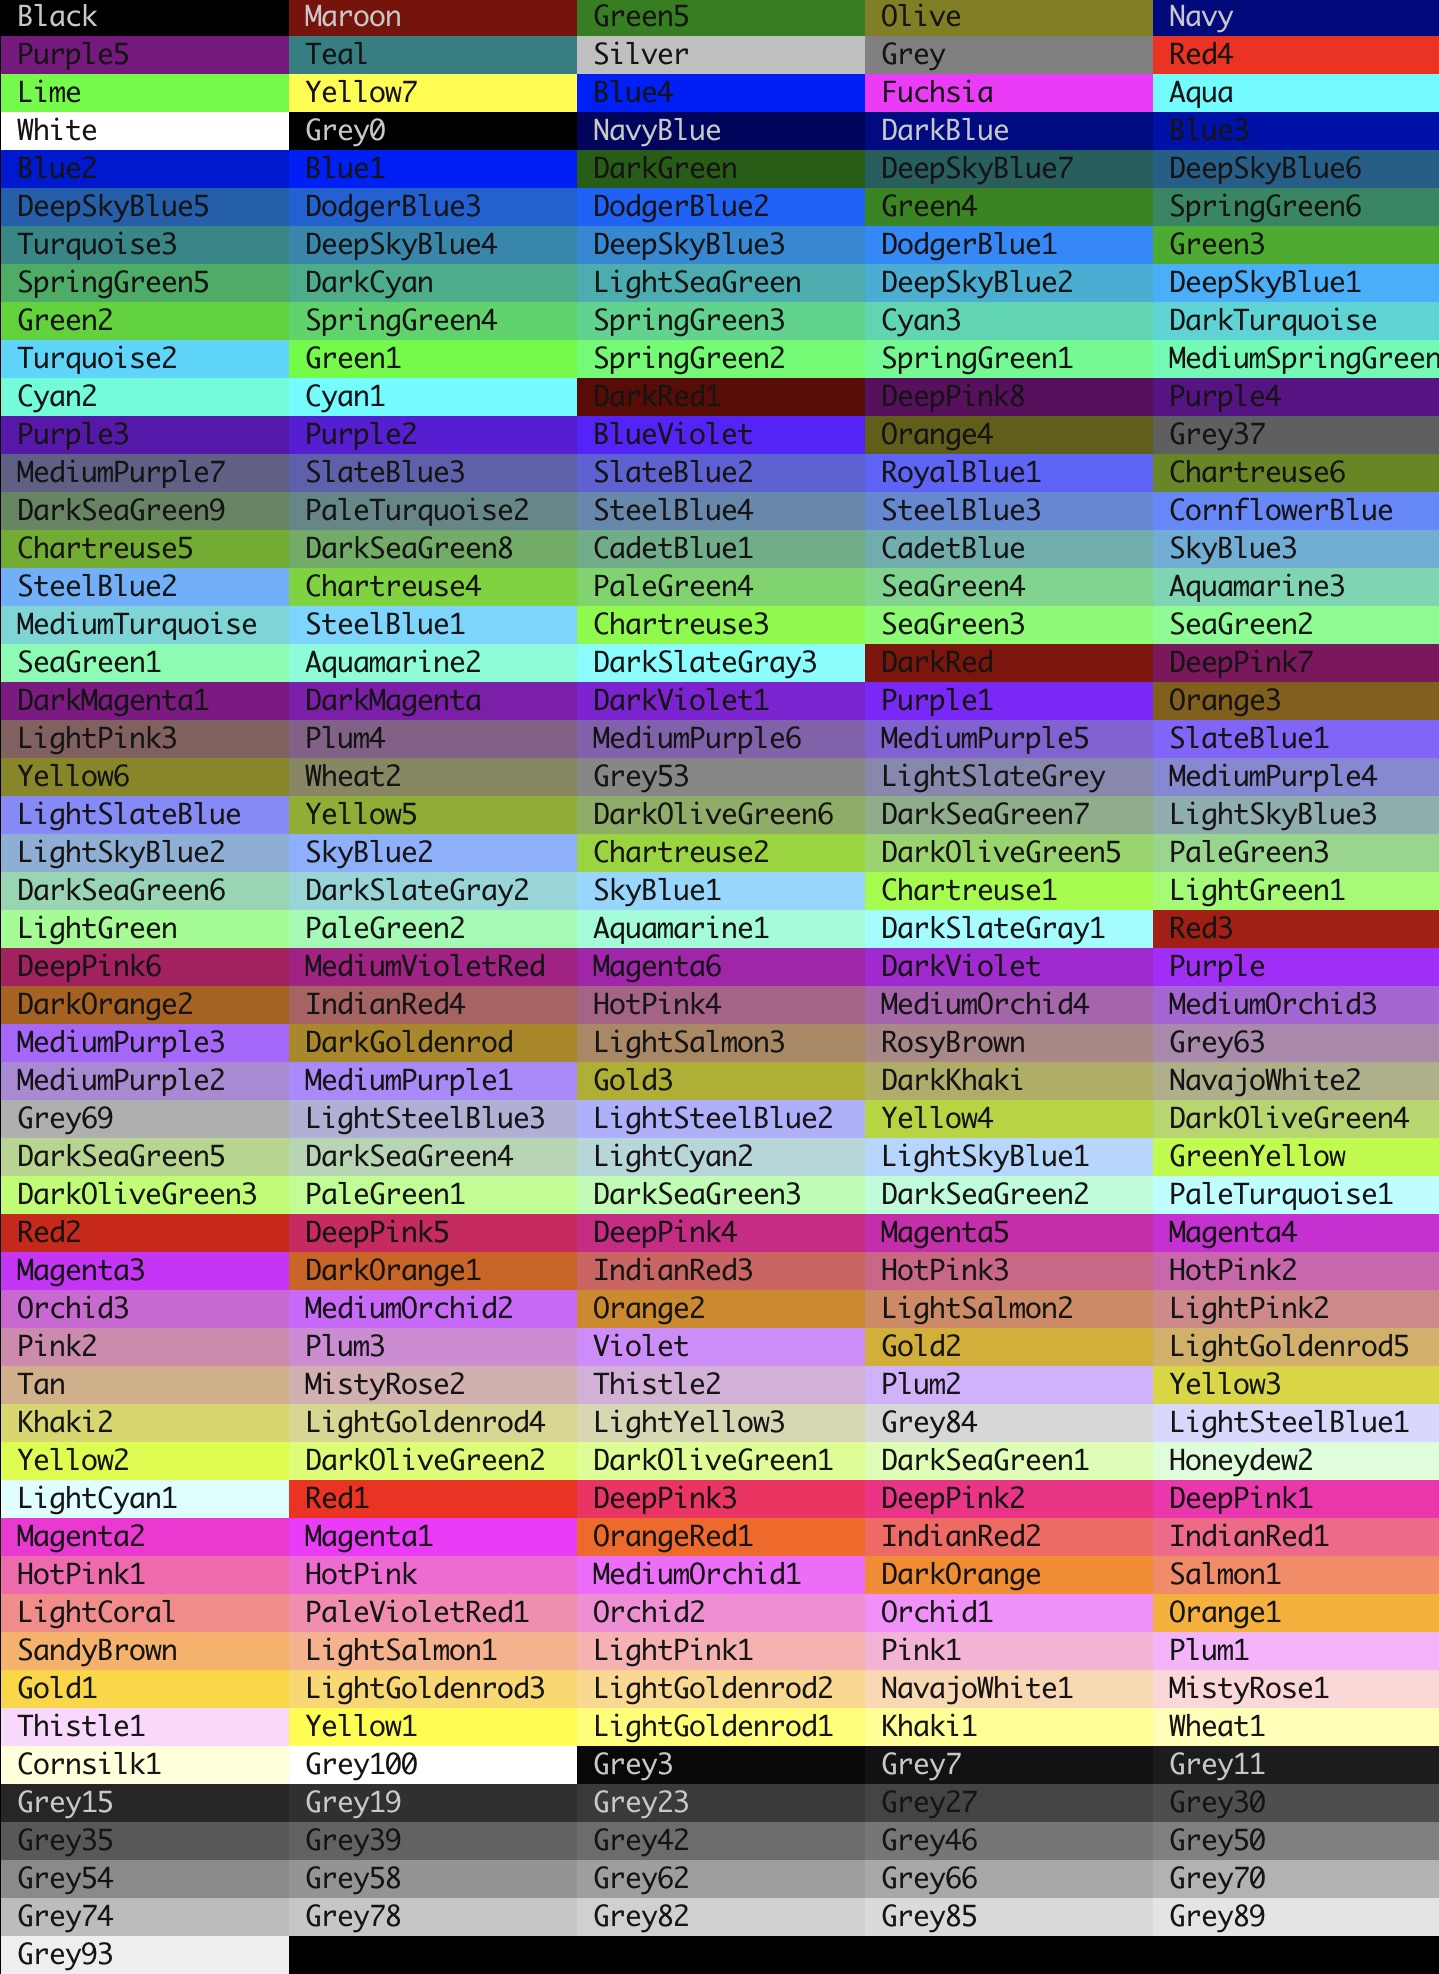 Black Maroon Green5 Olive Navy
Purple5 Teal Silver Grey Red4
Lime Yellow7 Blue4 Fuchsia Aqua
White Grey0 NavyBlue DarkBlue Blue3
Blue2 Blue1 DarkGreen DeepSkyBlue7 DeepSkyBlue6
DeepSkyBlue5 DodgerBlue3 DodgerBlue2 Green4 SpringGreen6
Turquoise3 DeepSkyBlue4 DeepSkyBlue3 DodgerBlue1 Green3
SpringGreen5 DarkCyan LightSeaGreen DeepSkyBlue2 DeepSkyBlue1
Green2 SpringGreen4 SpringGreen3 Cyan3 DarkTurquoise
Turquoise2 Green1 SpringGreen2 SpringGreen1 MediumSpringGreen
Cyan2 Cyan1 DarkRed1 DeepPink8 Purple4
Purple3 Purple2 BlueViolet Orange4 Grey37
MediumPurple7 SlateBlue3 SlateBlue2 RoyalBlue1 Chartreuse6
DarkSeaGreen9 PaleTurquoise2 SteelBlue4 SteelBlue3 CornflowerBlue
Chartreuse5 DarkSeaGreen8 CadetBlue1 CadetBlue SkyBlue3
SteelBlue2 Chartreuse4 PaleGreen4 SeaGreen4 Aquamarine3
MediumTurquoise SteelBlue1 Chartreuse3 SeaGreen3 SeaGreen2
SeaGreen1 Aquamarine2 DarkSlateGray3 DarkRed DeepPink7
DarkMagenta1 DarkMagenta DarkViolet1 Purple1 Orange3
LightPink3 Plum4 MediumPurple6 MediumPurple5 SlateBlue1
Yellow6 Wheat2 Grey53 LightSlateGrey MediumPurple4
LightSlateBlue Yellow5 DarkOliveGreen6 DarkSeaGreen7 LightSkyBlue3
LightSkyBlue2 SkyBlue2 Chartreuse2 DarkOliveGreen5 PaleGreen3
DarkSeaGreen6 DarkSlateGray2 SkyBlue1 Chartreuse1 LightGreen1
LightGreen PaleGreen2 Aquamarine1 DarkSlateGray1 Red3
DeepPink6 MediumVioletRed Magenta6 DarkViolet Purple
DarkOrange2 IndianRed4 HotPink4 MediumOrchid4 MediumOrchid3
MediumPurple3 DarkGoldenrod LightSalmon3 RosyBrown Grey63
MediumPurple2 MediumPurple1 Gold3 DarkKhaki NavajoWhite2
Grey69 LightSteelBlue3 LightSteelBlue2 Yellow4 DarkOliveGreen4
DarkSeaGreen5 DarkSeaGreen4 LightCyan2 LightSkyBlue1 GreenYellow
DarkOliveGreen3 PaleGreen1 DarkSeaGreen3 DarkSeaGreen2 PaleTurquoise1
Red2 DeepPink5 DeepPink4 Magenta5 Magenta4
Magenta3 DarkOrange1 IndianRed3 HotPink3 HotPink2
Orchid3 MediumOrchid2 Orange2 LightSalmon2 LightPink2
Pink2 Plum3 Violet Gold2 LightGoldenrod5
Tan MistyRose2 Thistle2 Plum2 Yellow3
Khaki2 LightGoldenrod4 LightYellow3 Grey84 LightSteelBlue1
Yellow2 DarkOliveGreen2 DarkOliveGreen1 DarkSeaGreen1 Honeydew2
LightCyan1 Red1 DeepPink3 DeepPink2 DeepPink1
Magenta2 Magenta1 OrangeRed1 IndianRed2 IndianRed1
HotPink1 HotPink MediumOrchid1 DarkOrange Salmon1
LightCoral PaleVioletRed1 Orchid2 Orchid1 Orange1
SandyBrown LightSalmon1 LightPink1 Pink1 Plum1
Gold1 LightGoldenrod3 LightGoldenrod2 NavajoWhite1 MistyRose1
Thistle1 Yellow1 LightGoldenrod1 Khaki1 Wheat1
Cornsilk1 Grey100 Grey3 Grey7 Grey11
Grey15 Grey19 Grey23 Grey27 Grey30
Grey35 Grey39 Grey42 Grey46 Grey50
Grey54 Grey58 Grey62 Grey66 Grey70
Grey74 Grey78 Grey82 Grey85 Grey89
Grey93